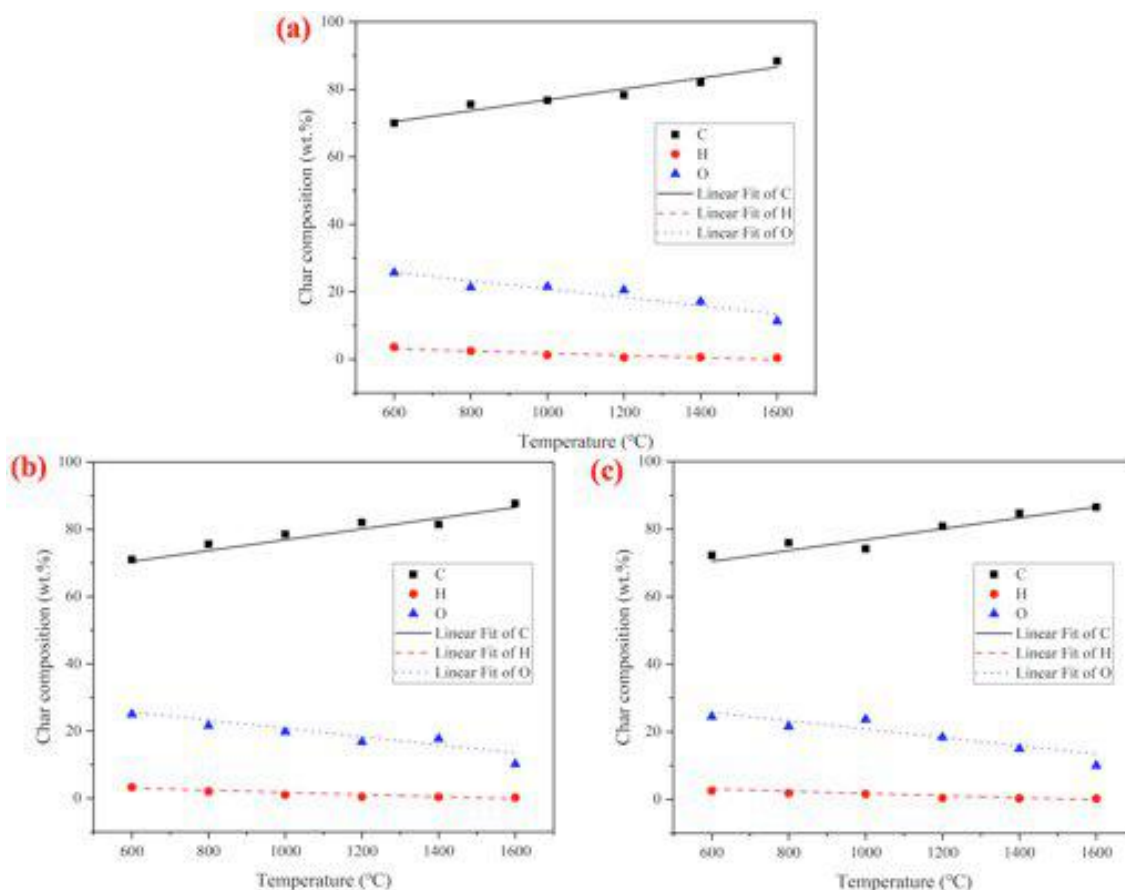 (a)
100
80
60
40
20
0
Char composition (wt.%)
C
H
O
Linear Fit of C
Linear Fit of H
Linear Fit of O
600 800 1000 1200 1400 1600
Temperature (°C)
(b)
100
80
60
40
20
0
Char composition (wt.%)
C
H
O
Linear Fit of C
Linear Fit of H
Linear Fit of O
600 800 1000 1200 1400 1600
Temperature (°C)
(c)
100
80
60
40
20
0
Char composition (wt.%)
C
H
O
Linear Fit of C
Linear Fit of H
Linear Fit of O
600 800 1000 1200 1400 1600
Temperature (°C)